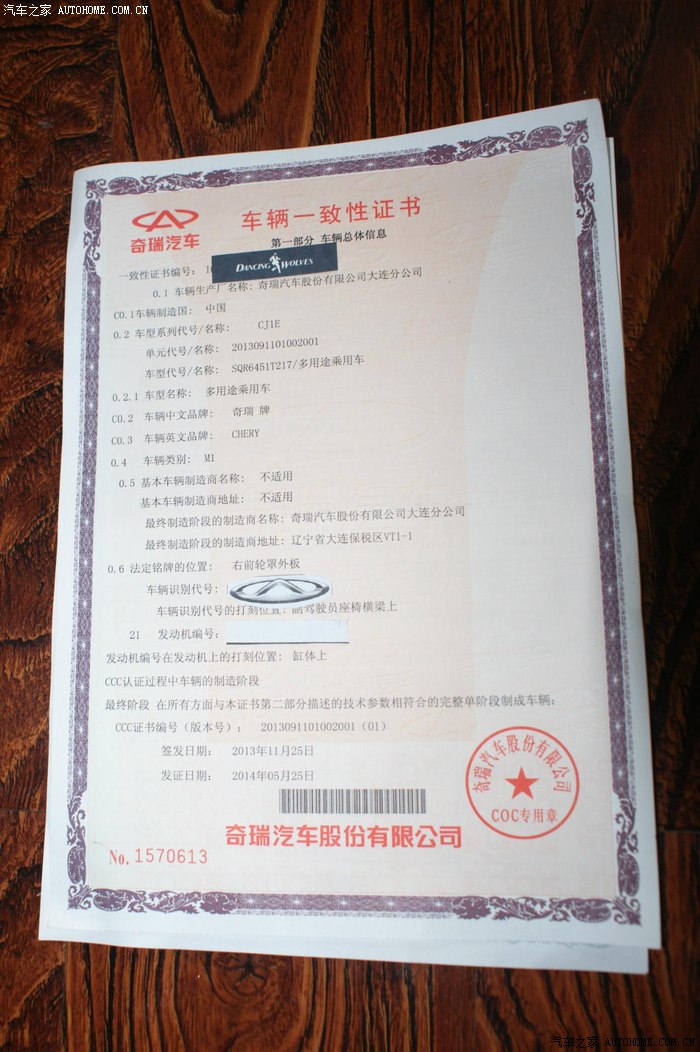 汽车之家 AUTOHOME.COM.CN
奇瑞汽车
车辆一致性证书
第一部分 车辆总体信息
一致性证书编号: 1
DANCING WOLVES
0.1 车辆生产厂名称: 奇瑞汽车股份有限公司大连分公司
C0.1车辆制造国: 中国
0.2 车型系列代号/名称: CJ1E
单元代号/名称: 2013091101002001
车型代号/名称: SQR6451T217/多用途乘用车
0.2.1 车型名称: 多用途乘用车
C0.2 车辆中文品牌: 奇瑞 牌
C0.3 车辆英文品牌: CHERY
0.4 车辆类别: M1
0.5 基本车辆制造商名称: 不适用
基本车辆制造商地址: 不适用
最终制造阶段的制造商名称: 奇瑞汽车股份有限公司大连分公司
最终制造阶段的制造商地址: 辽宁省大连保税区VT1-1
0.6 法定铭牌的位置: 右前轮罩外板
车辆识别代号:
车辆识别代号的打刻位置: 副驾驶员座椅横梁上
21 发动机编号:
发动机编号在发动机上的打刻位置: 缸体上
CCC认证过程中车辆的制造阶段
最终阶段 在所有方面与本证书第二部分描述的技术参数相符合的完整单阶段制成车辆:
CCC证书编号（版本号）: 2013091101002001（01）
签发日期: 2013年11月25日
发证日期: 2014年05月25日
奇瑞汽车股份有限公司
COC专用章
奇瑞汽车股份有限公司
No. 1570613
汽车之家 AUTOHOME.COM.CN